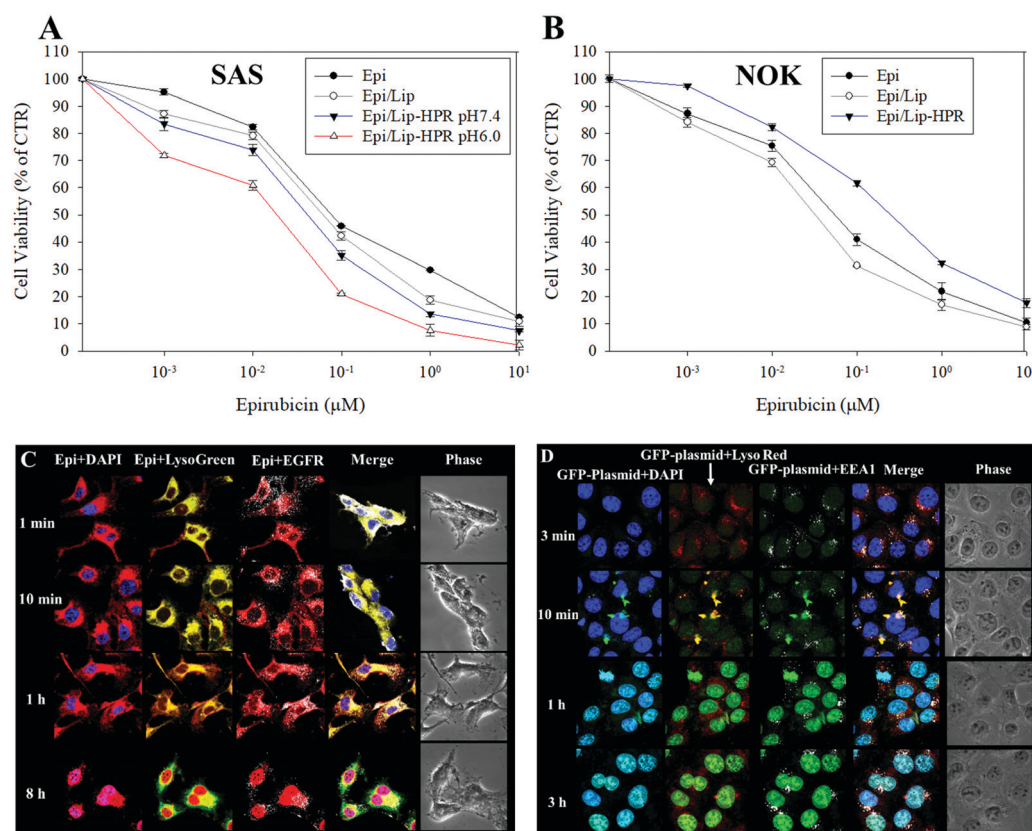 A
SAS
Epi
Epi/Lip
Epi/Lip-HPR pH7.4
Epi/Lip-HPR pH6.0
Cell Viability (% of CTR)
110
100
90
80
70
60
50
40
30
20
10
0
10⁻³ 10⁻² 10⁻¹ 10⁰ 10¹
Epirubicin (µM)
B
NOK
Epi
Epi/Lip
Epi/Lip-HPR
Cell Viability (% of CTR)
110
100
90
80
70
60
50
40
30
20
10
0
10⁻³ 10⁻² 10⁻¹ 10⁰ 10
Epirubicin (µM)
C
Epi+DAPI Epi+LysoGreen Epi+EGFR Merge Phase
1 min
10 min
1 h
8 h
D
GFP-plasmid+Lyso Red
GFP-Plasmid+DAPI GFP-plasmid+EEA1 Merge Phase
3 min
10 min
1 h
3 h